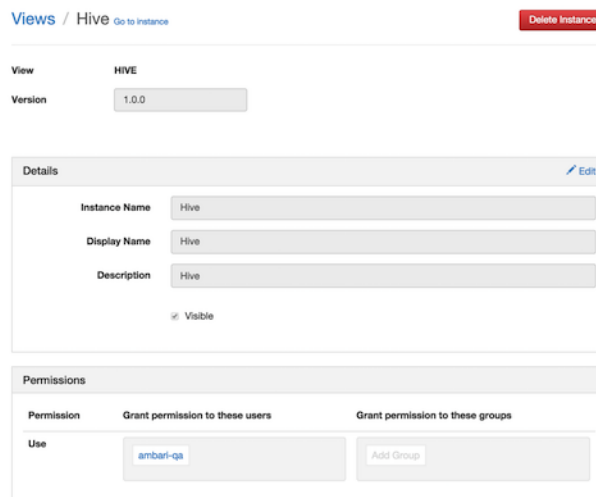 Views / Hive Go to instance
Delete Instance
View HIVE
Version 1.0.0
Details Edit
Instance Name Hive
Display Name Hive
Description Hive
Visible
Permissions
Permission Grant permission to these users Grant permission to these groups
Use ambari-qa Add Group